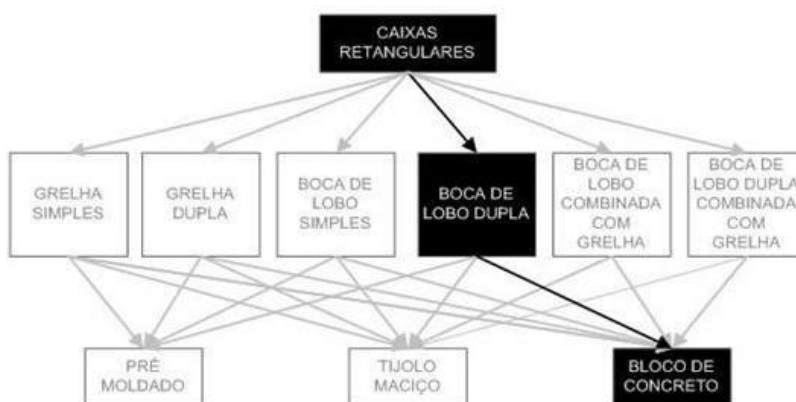 CAIXAS
RETANGULARES
GRELHA
SIMPLES
GRELHA
DUPLA
BOCA DE
LOBO
SIMPLES
BOCA DE
LOBO DUPLA
BOCA DE
LOBO
COMBINADA
COM
GRELHA
BOCA DE
LOBO DUPLA
COMBINADA
COM
GRELHA
PRÉ
MOLDADO
TIJOLO
MACIÇO
BLOCO DE
CONCRETO